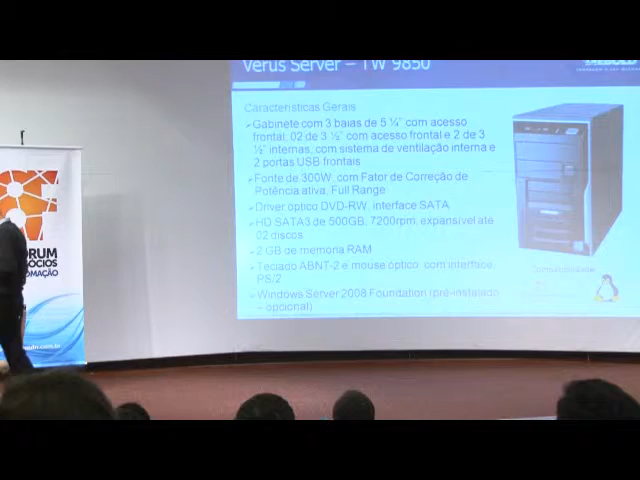 Verus Server – TW 9850
Características Gerais
Gabinete com 3 baias de 5 ¼'' com acesso
frontal; 02 de 3 ½'' com acesso frontal e 2 de 3
½'' internas, com sistema de ventilação interna e
2 portas USB frontais
Fonte de 300W, com Fator de Correção de
Potência ativa, Full Range
Driver óptico DVD-RW, interface SATA
HD SATA3 de 500GB, 7200rpm, expansível até
02 discos
2 GB de memória RAM
Teclado ABNT-2 e mouse óptico, com interface
PS/2
Windows Server 2008 Foundation (pré-instalado
– opcional)
Compatibilidade